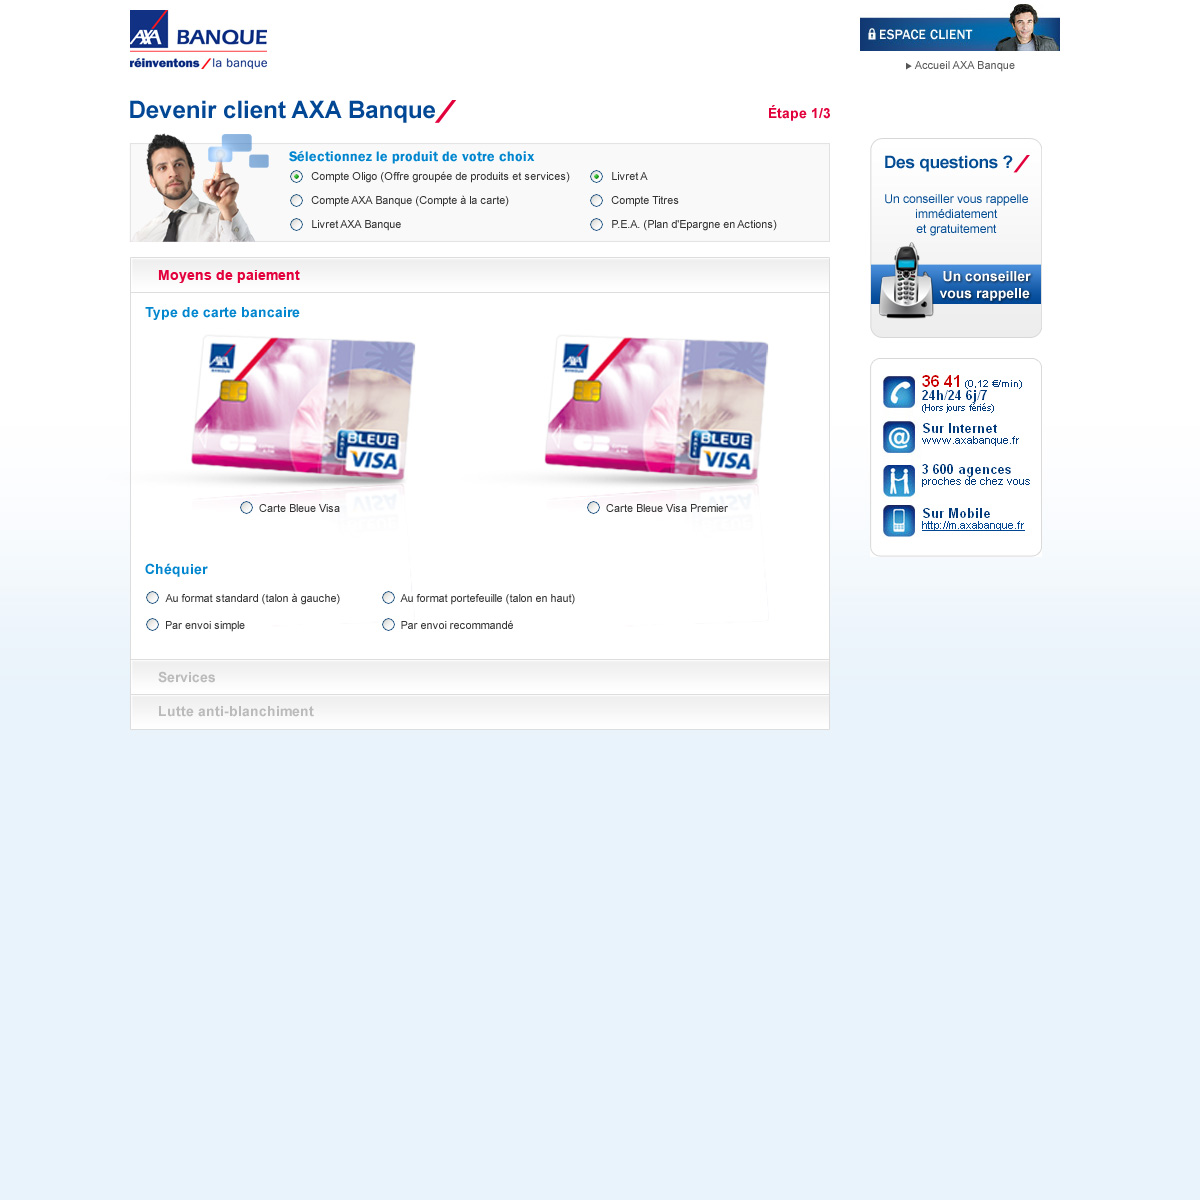 AXA BANQUE
réinventons / la banque
ESPACE CLIENT
Accueil AXA Banque
Devenir client AXA Banque
Étape 1/3
Sélectionnez le produit de votre choix
Compte Oligo (Offre groupée de produits et services)
Livret A
Compte AXA Banque (Compte à la carte)
Compte Titres
Livret AXA Banque
P.E.A. (Plan d'Epargne en Actions)
Moyens de paiement
Type de carte bancaire
AXA
BANQUE
BLEUE
VISA
AXA
BANQUE
BLEUE
VISA
Carte Bleue Visa
Carte Bleue Visa Premier
Chéquier
Au format standard (talon à gauche)
Au format portefeuille (talon en haut)
Par envoi simple
Par envoi recommandé
Services
Lutte anti-blanchiment
Des questions ?
Un conseiller vous rappelle
immédiatement
et gratuitement
Un conseiller
vous rappelle
36 41 (0,12 €/min)
24h/24 6j/7
(Hors jours fériés)
Sur Internet
www.axabanque.fr
3 600 agences
proches de chez vous
Sur Mobile
http://m.axabanque.fr